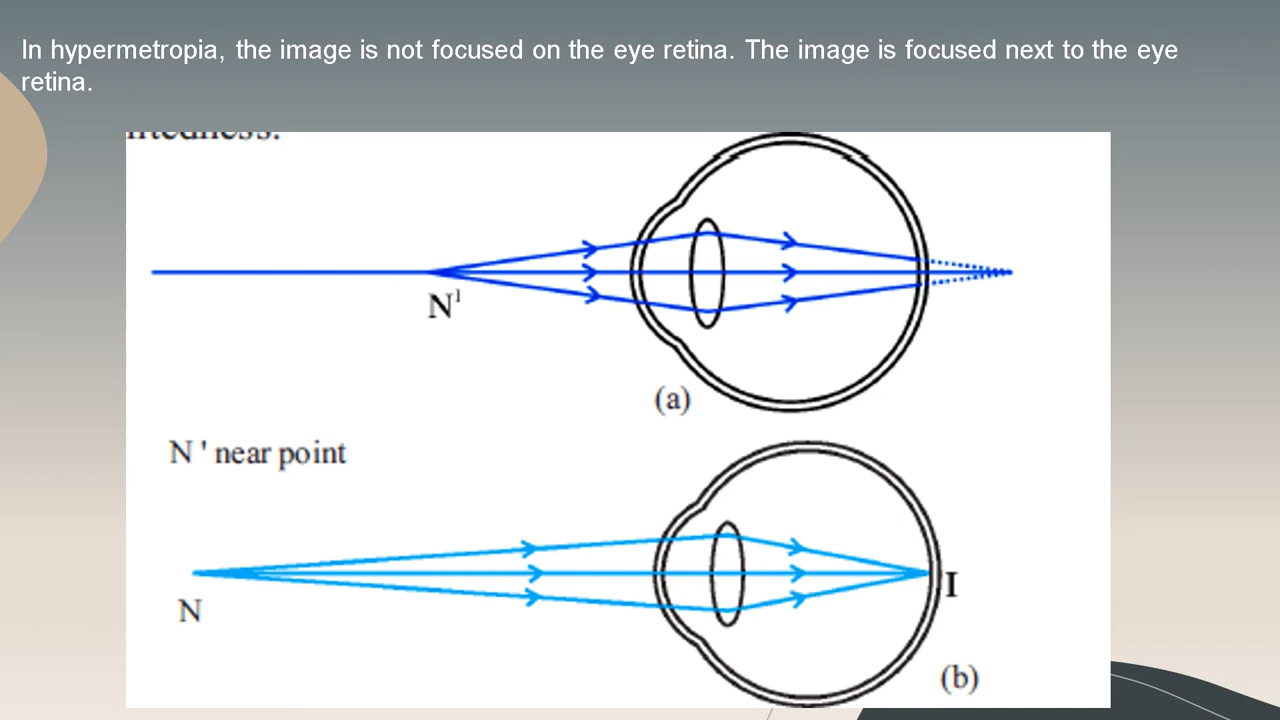 In hypermetropia, the image is not focused on the eye retina. The image is focused next to the eye
retina.
N¹
(a)
N ' near point
N
I
(b)